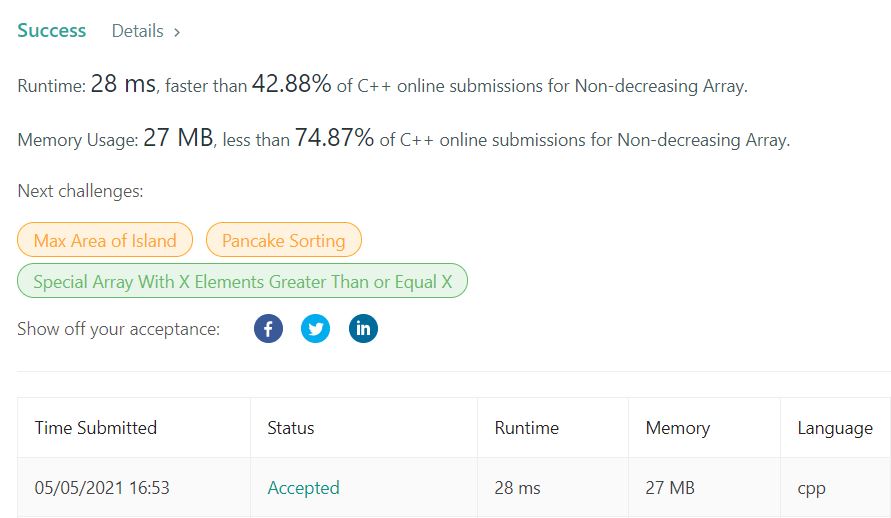 Success Details >
Runtime: 28 ms, faster than 42.88% of C++ online submissions for Non-decreasing Array.
Memory Usage: 27 MB, less than 74.87% of C++ online submissions for Non-decreasing Array.
Next challenges:
Max Area of Island Pancake Sorting
Special Array With X Elements Greater Than or Equal X
Show off your acceptance: f in
Time Submitted Status Runtime Memory Language
05/05/2021 16:53 Accepted 28 ms 27 MB cpp